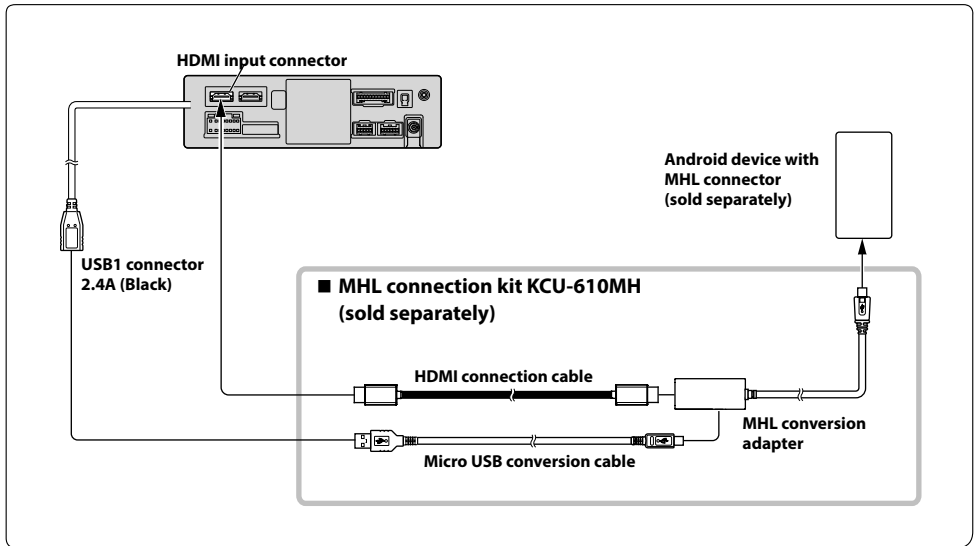 HDMI input connector
Android device with
MHL connector
(sold separately)
USB1 connector
2.4A (Black)
■ MHL connection kit KCU-610MH
(sold separately)
HDMI connection cable
MHL conversion
adapter
Micro USB conversion cable